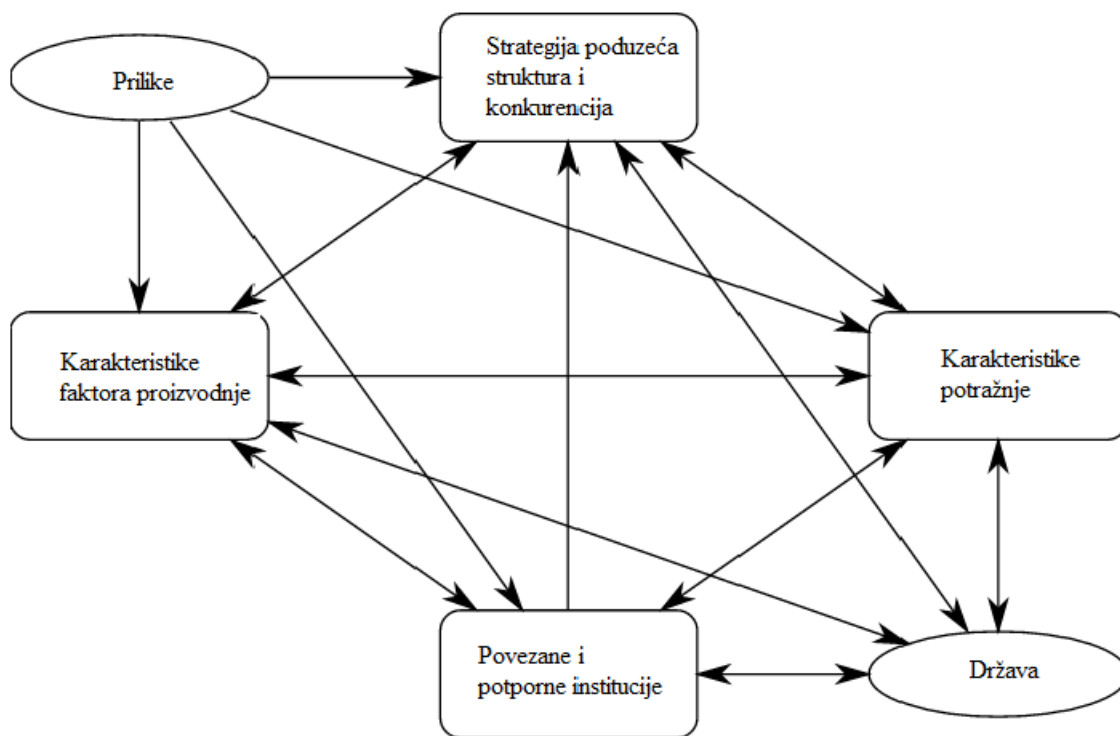 Prilike
Strategija poduzeća
struktura i
konkurencija
Karakteristike
faktora proizvodnje
Karakteristike
potražnje
Povezane i
potporne institucije
Država